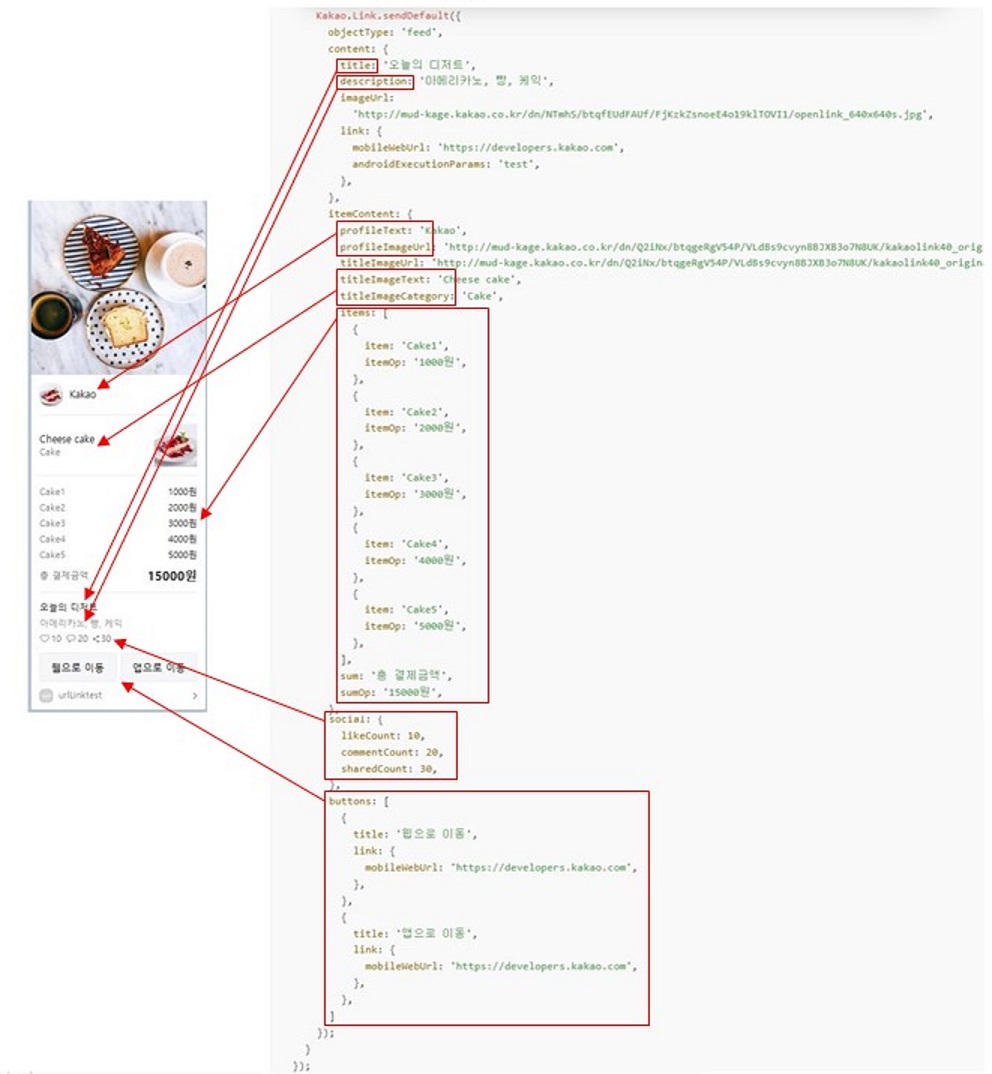 Kakao
Cheese cake
Cake
Cake1 1000원
Cake2 2000원
Cake3 3000원
Cake4 4000원
Cake5 5000원
총 결제금액 15000원
오늘의 디저트
아메리카노, 빵, 케익
10 20 30
웹으로 이동 앱으로 이동
urlLinktest
Kakao.Link.sendDefault({
objectType: 'feed',
content: {
title: '오늘의 디저트',
description: '아메리카노, 빵, 케익',
imageUrl:
'http://mud-kage.kakao.co.kr/dn/NTmhS/btqfEUdFAUf/FjKzkZsnoeE4o19klTOVI1/openlink_640x640s.jpg',
link: {
mobileWebUrl: 'https://developers.kakao.com',
androidExecutionParams: 'test',
},
},
itemContent: {
profileText: 'Kakao',
profileImageUrl: 'http://mud-kage.kakao.co.kr/dn/Q2iNx/btqgeRgV54P/VLdBs9cvyn8BJXB3o7N8UK/kakaolink40_orig
titleImageUrl: 'http://mud-kage.kakao.co.kr/dn/Q2iNx/btqgeRgV54P/VLdBs9cvyn8BJXB3o7N8UK/kakaolink40_origin
titleImageText: 'Cheese cake',
titleImageCategory: 'Cake',
items: [
{
item: 'Cake1',
itemOp: '1000원',
},
{
item: 'Cake2',
itemOp: '2000원',
},
{
item: 'Cake3',
itemOp: '3000원',
},
{
item: 'Cake4',
itemOp: '4000원',
},
{
item: 'Cake5',
itemOp: '5000원',
},
],
sum: '총 결제금액',
sumOp: '15000원',
},
social: {
likeCount: 10,
commentCount: 20,
sharedCount: 30,
},
buttons: [
{
title: '웹으로 이동',
link: {
mobileWebUrl: 'https://developers.kakao.com',
},
},
{
title: '앱으로 이동',
link: {
mobileWebUrl: 'https://developers.kakao.com',
},
},
]
});
}
});